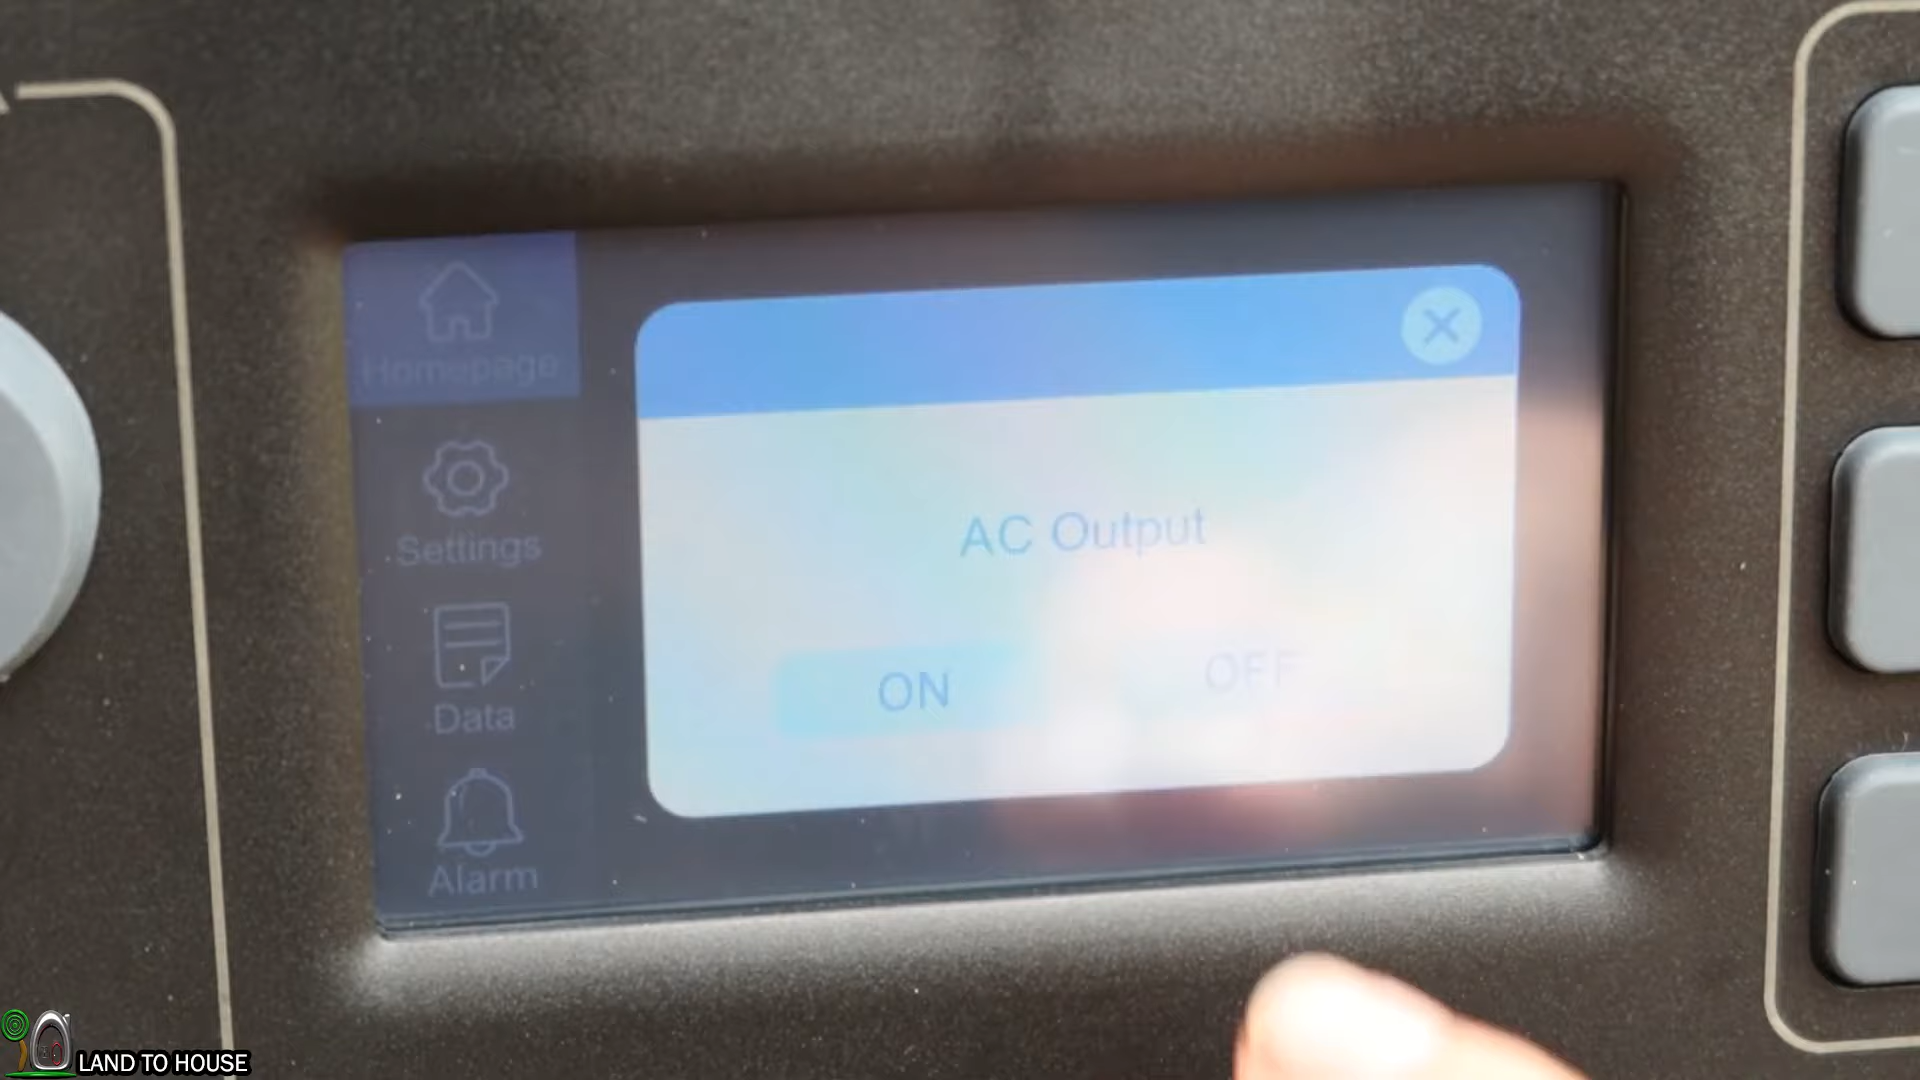 Homepage
Settings
Data
Alarm
AC Output
ON
OFF
LAND TO HOUSE